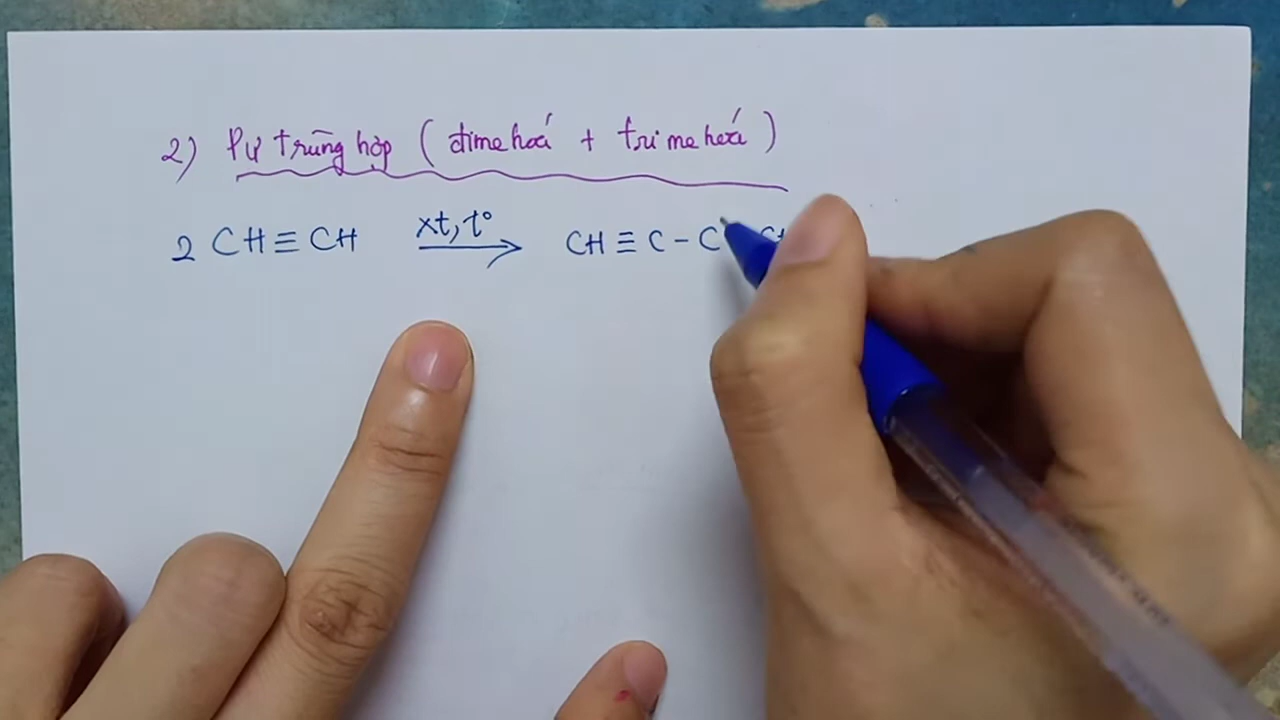 2) Pư trùng hợp (đime hoá + trime hoá)
2 CH≡CH xt, t° → CH≡C-C